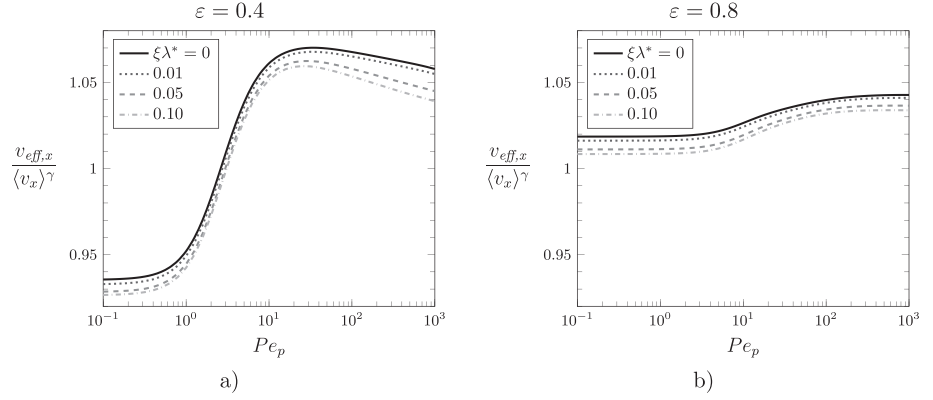 ε = 0.4
ξλ* = 0
0.01
0.05
0.10
1.05
1
0.95
v_{eff,x}
⟨v_x⟩^γ
10^{-1} 10^0 10^1 10^2 10^3
Pe_p
a)
ε = 0.8
ξλ* = 0
0.01
0.05
0.10
1.05
1
0.95
v_{eff,x}
⟨v_x⟩^γ
10^{-1} 10^0 10^1 10^2 10^3
Pe_p
b)